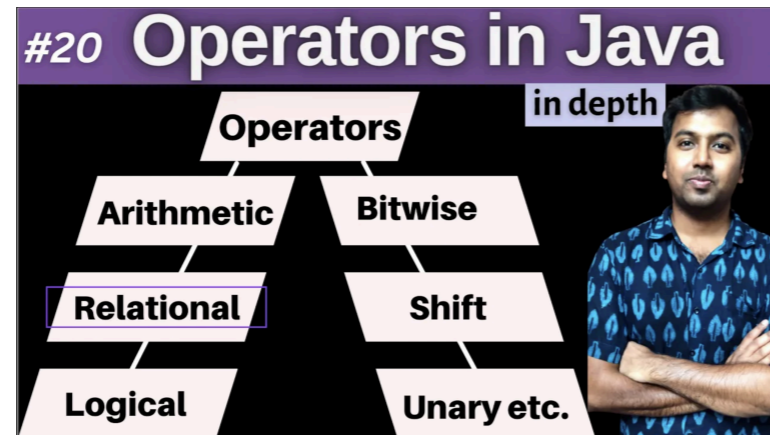 #20 Operators in Java
in depth
Operators
Arithmetic
Bitwise
Relational
Shift
Logical
Unary etc.